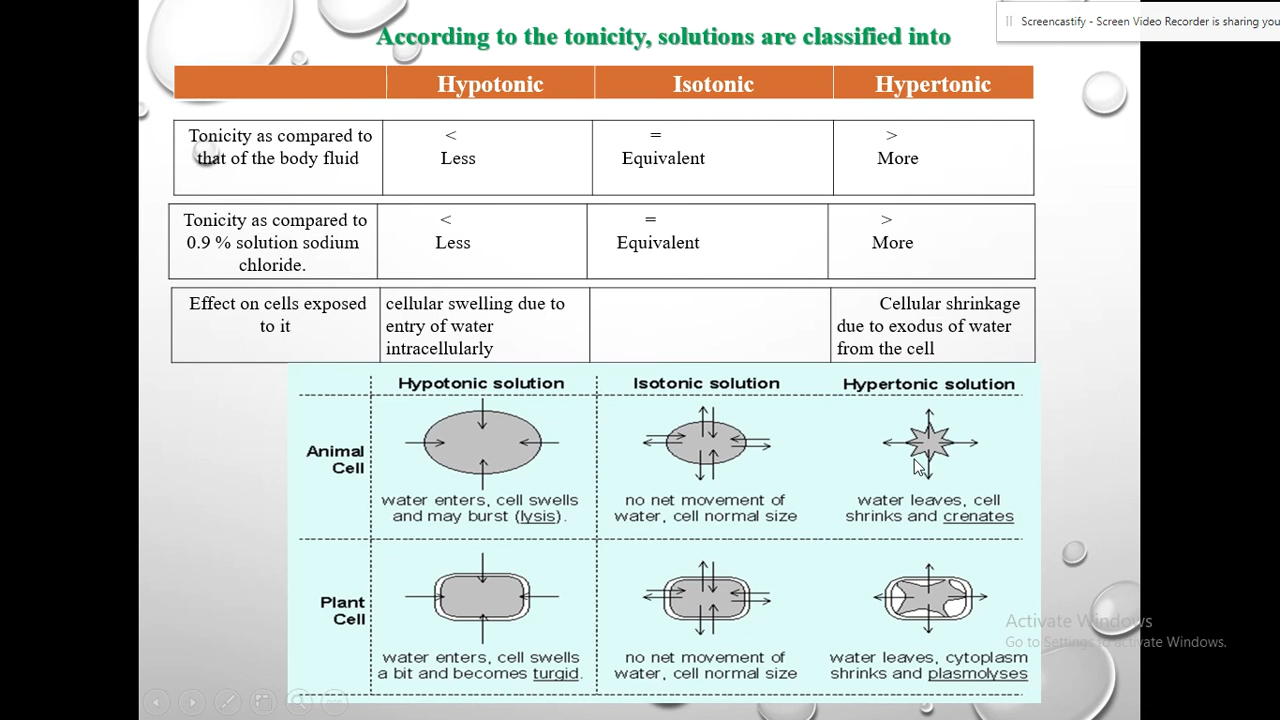 Screencastify - Screen Video Recorder is sharing you
According to the tonicity, solutions are classified into
Hypotonic Isotonic Hypertonic
Tonicity as compared to that of the body fluid
<
Less
=
Equivalent
>
More
Tonicity as compared to 0.9 % solution sodium chloride.
<
Less
=
Equivalent
>
More
Effect on cells exposed to it
cellular swelling due to
entry of water
intracellularly
Cellular shrinkage
due to exodus of water
from the cell
Hypotonic solution Isotonic solution Hypertonic solution
Animal
Cell
water enters, cell swells
and may burst (lysis).
no net movement of
water, cell normal size
water leaves, cell
shrinks and crenates
Plant
Cell
water enters, cell swells
a bit and becomes turgid.
no net movement of
water, cell normal size
water leaves, cytoplasm
shrinks and plasmolyses
Activate Windows
Go to Settings to activate Windows.